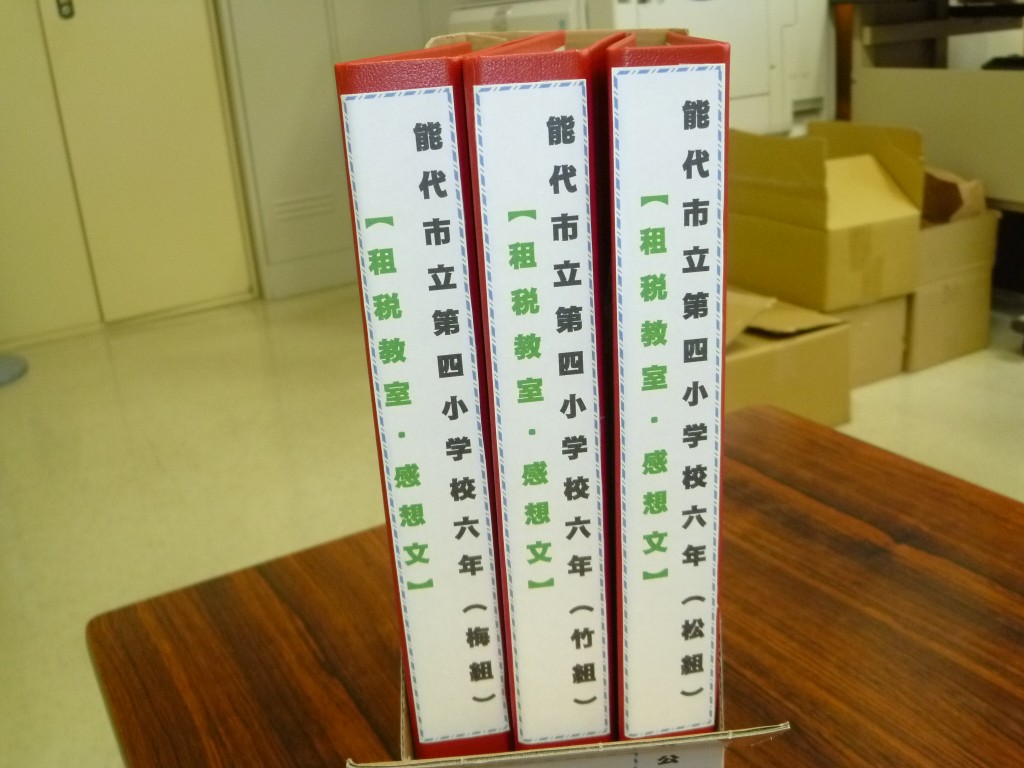 能代市立第四小学校六年（松組）
【租税教室・感想文】
能代市立第四小学校六年（竹組）
【租税教室・感想文】
能代市立第四小学校六年（梅組）
【租税教室・感想文】
公